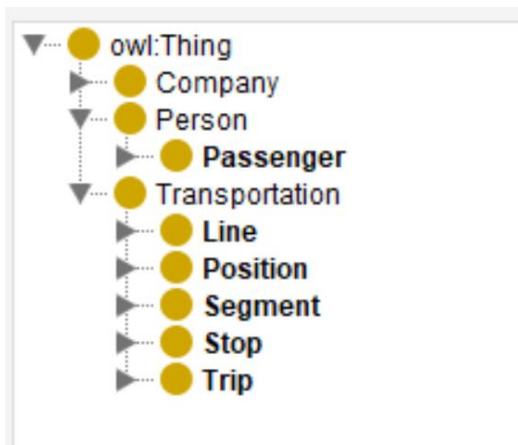 owl:Thing
Company
Person
Passenger
Transportation
Line
Position
Segment
Stop
Trip